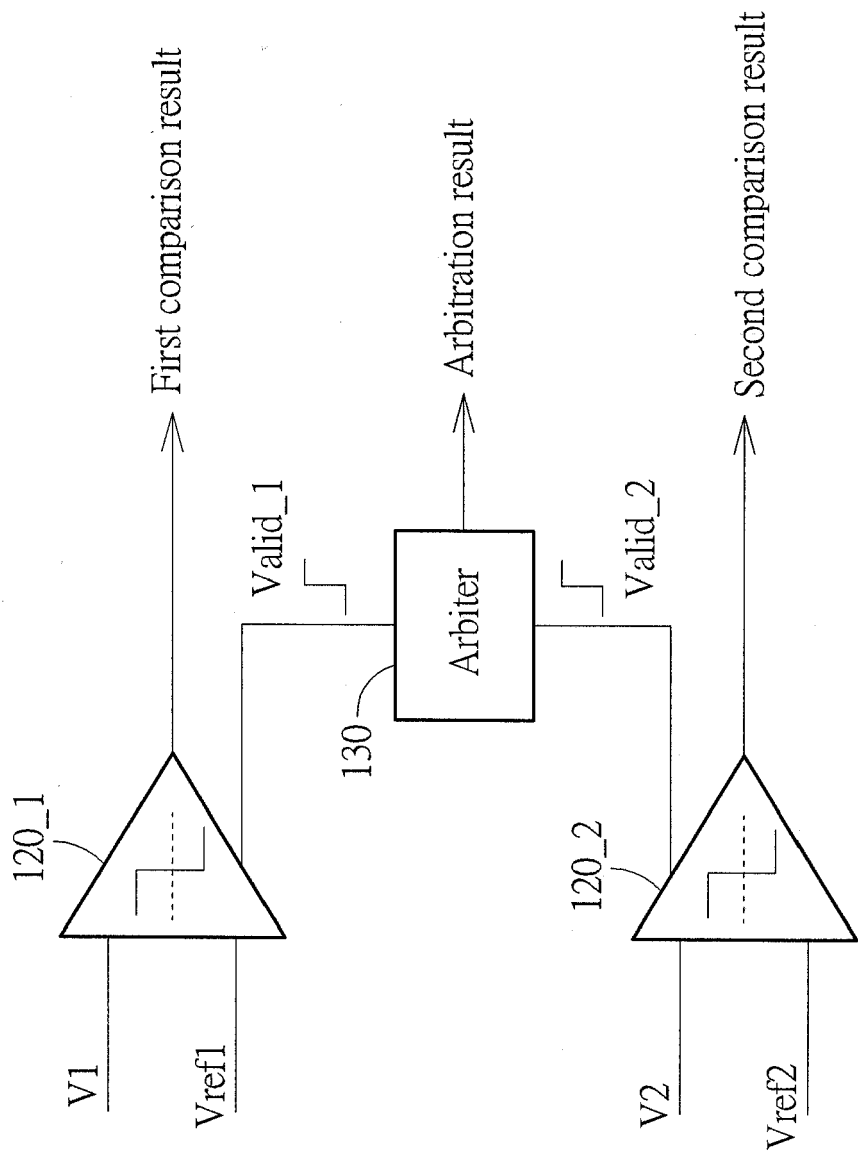 120_1
V1
Vref1
First comparison result
Valid_1
130
Arbiter
Arbitration result
Valid_2
120_2
V2
Vref2
Second comparison result